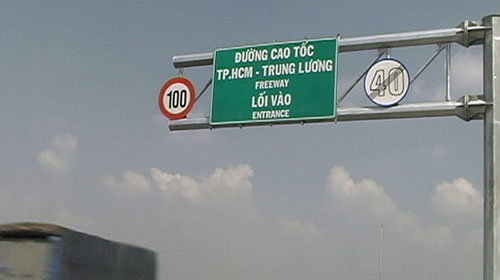 ĐƯỜNG CAO TỐC
TP.HCM - TRUNG LƯƠNG
FREEWAY
LỐI VÀO
ENTRANCE
100
40